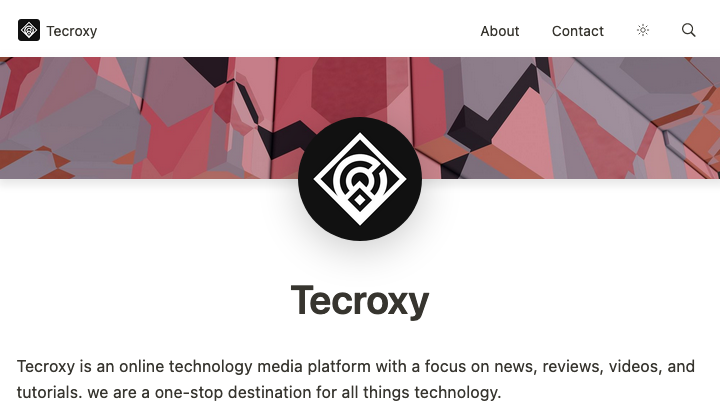 Tecroxy
About
Contact
Tecroxy
Tecroxy is an online technology media platform with a focus on news, reviews, videos, and
tutorials. we are a one-stop destination for all things technology.